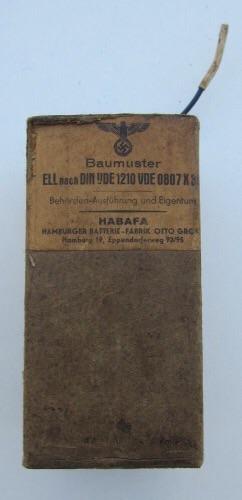 Baumuster
ELL nach DIN VDE 1210 VDE 0807 X
Behörden-Ausführung und Eigentum
HABAFA
HAMBURGER BATTERIE-FABRIK OTTO
Hamburg 19, Eppendorferweg 93/95